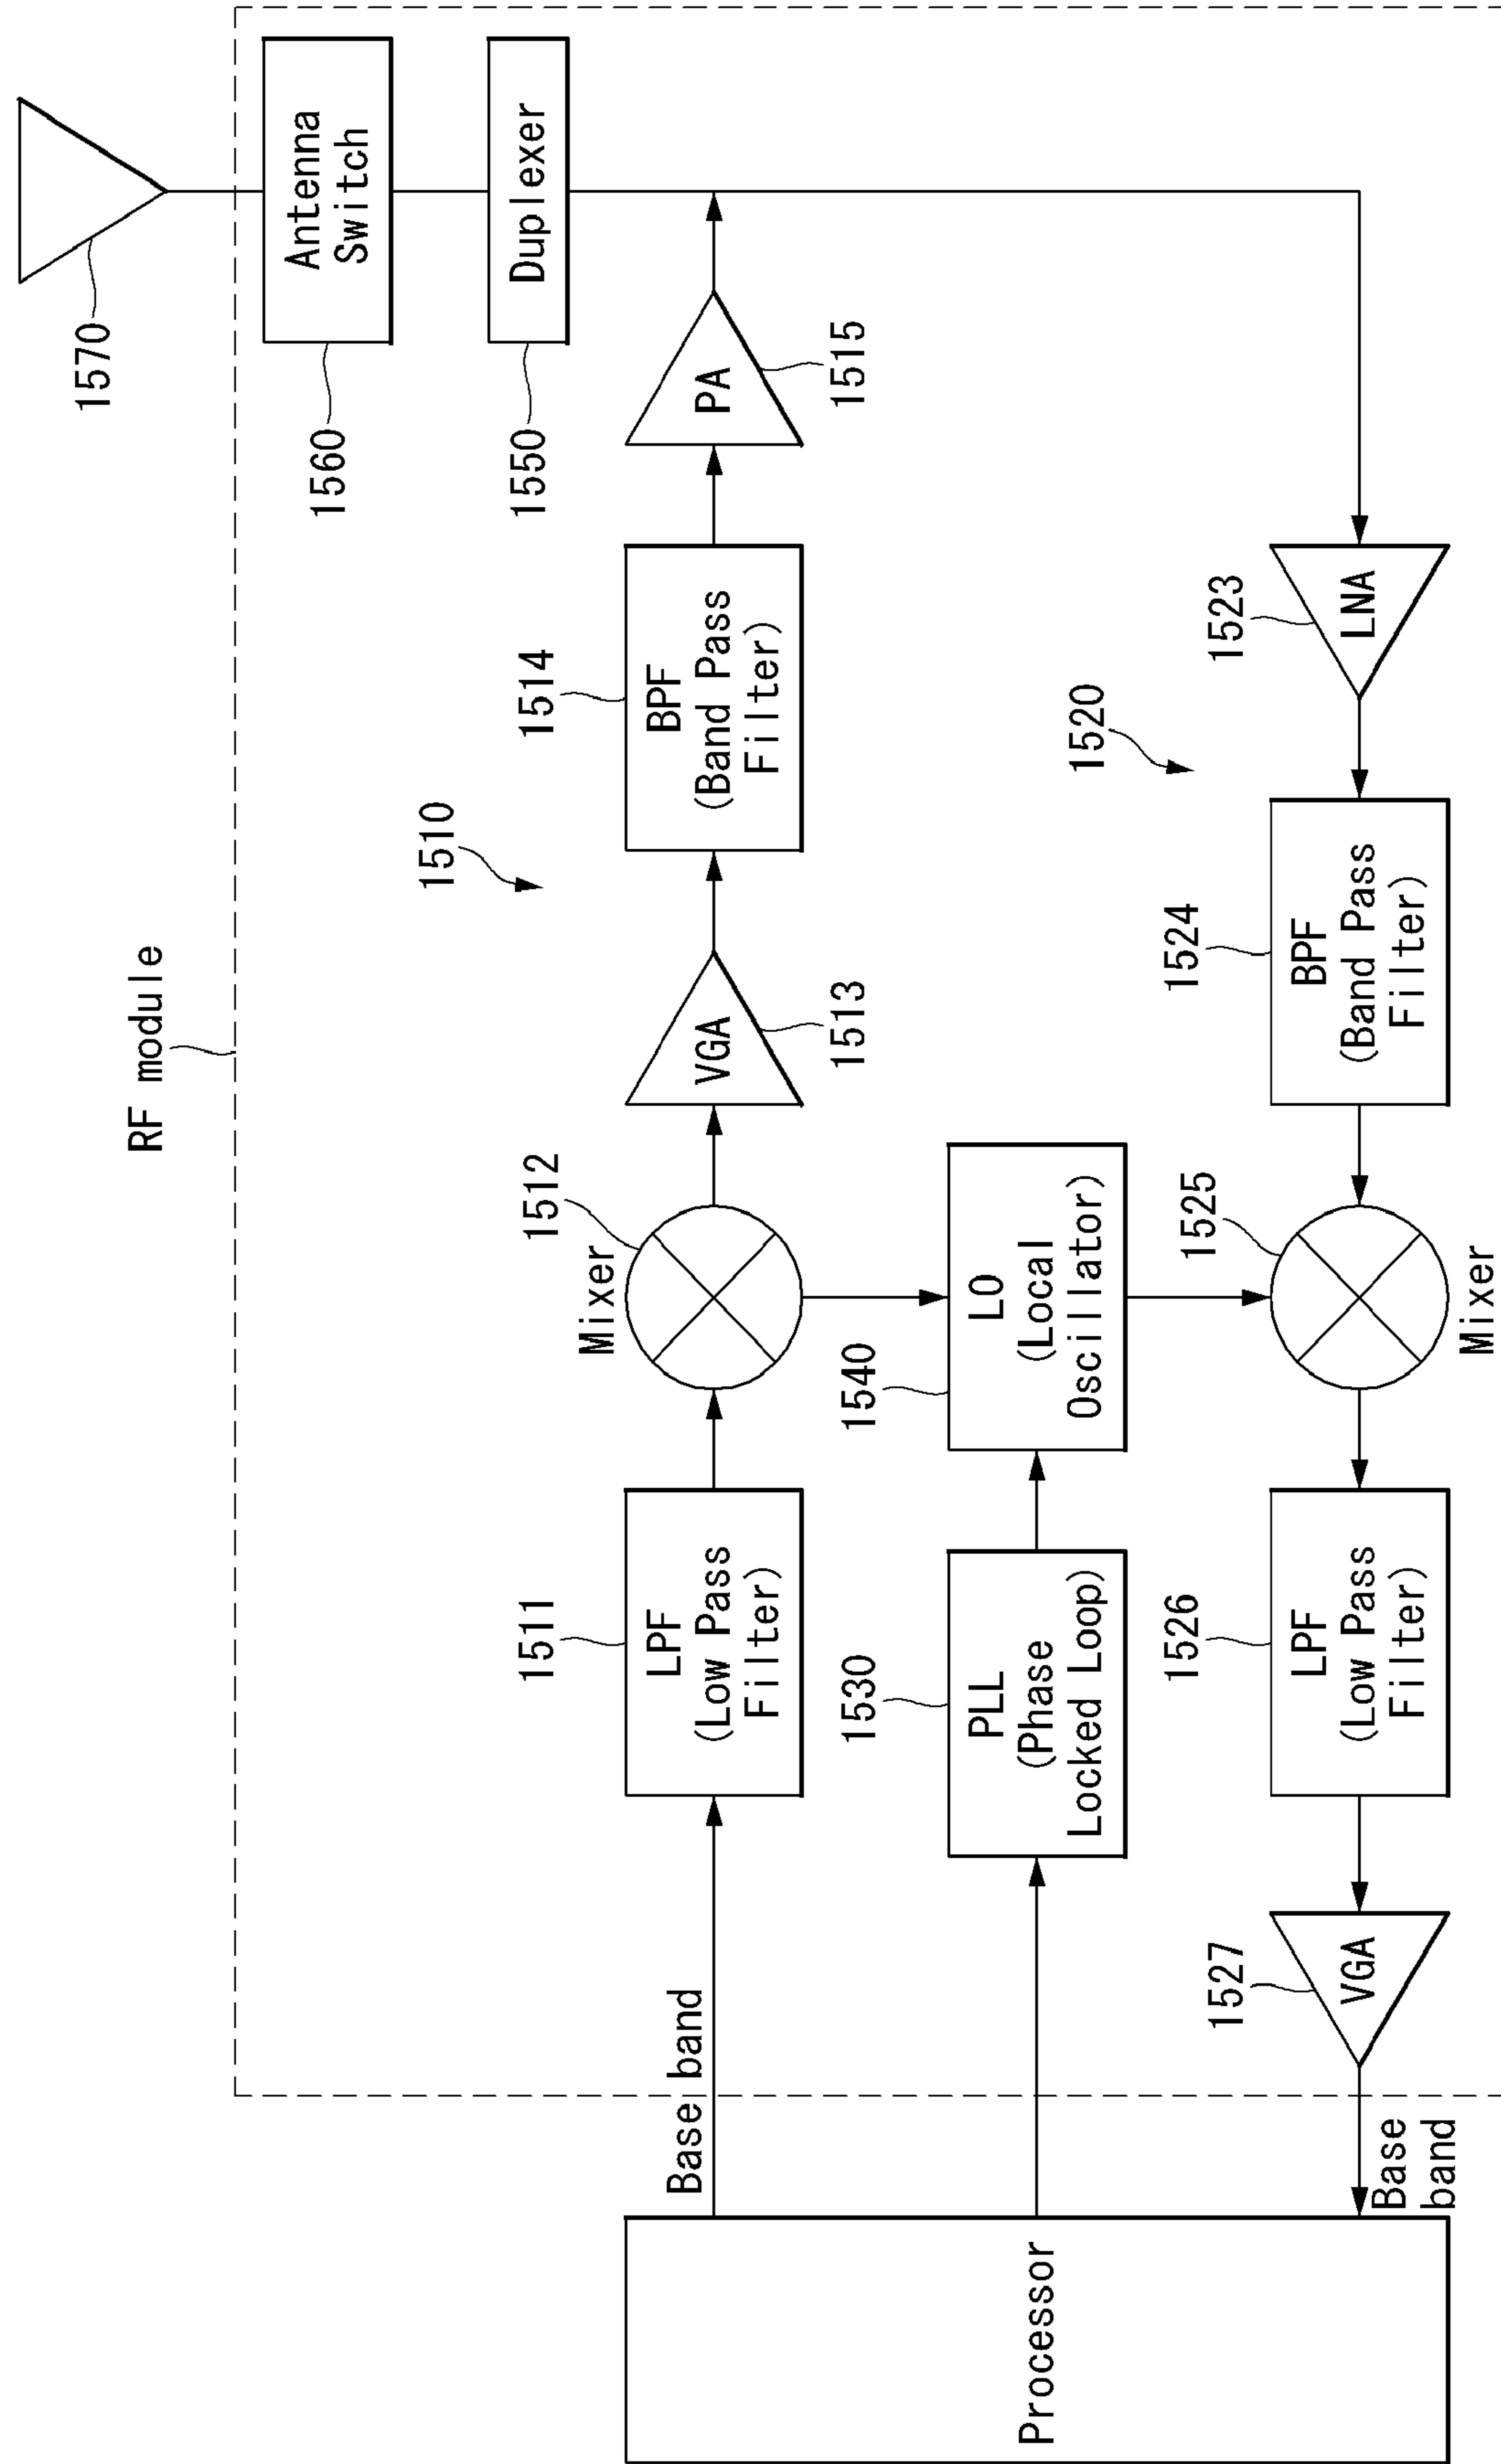 RF module
1570
Antenna
Switch
1560
Duplexer
1550
1510
Base band
1511
LPF
(Low Pass
Filter)
Mixer
1512
VGA
1513
1514
BPF
(Band Pass
Filter)
PA
1515
Processor
1530
PLL
(Phase
Locked Loop)
1540
LO
(Local
Oscillator)
1520
Base
band
1527
VGA
1526
LPF
(Low Pass
Filter)
1525
Mixer
1524
BPF
(Band Pass
Filter)
1523
LNA